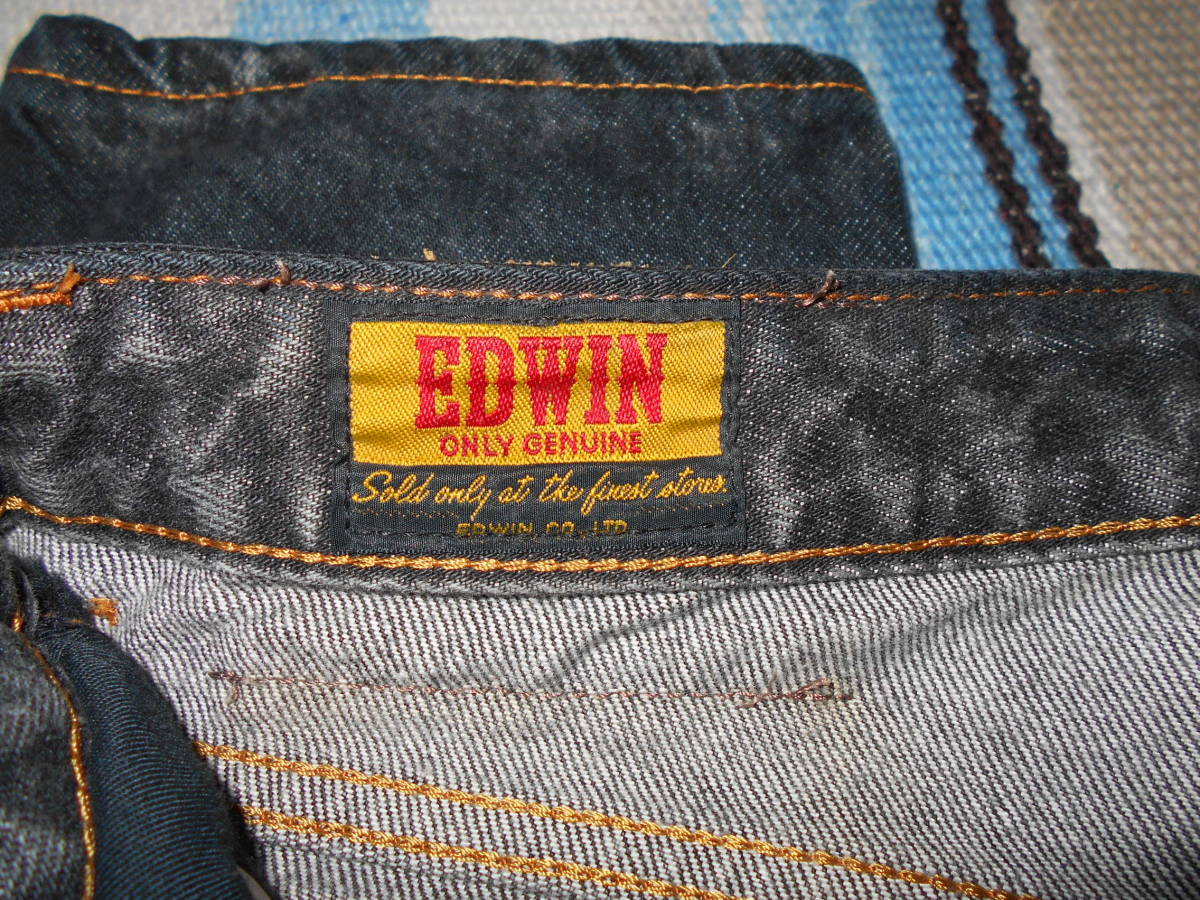 EDWIN
ONLY GENUINE
Sold only at the finest stores.
EDWIN CO., LTD.